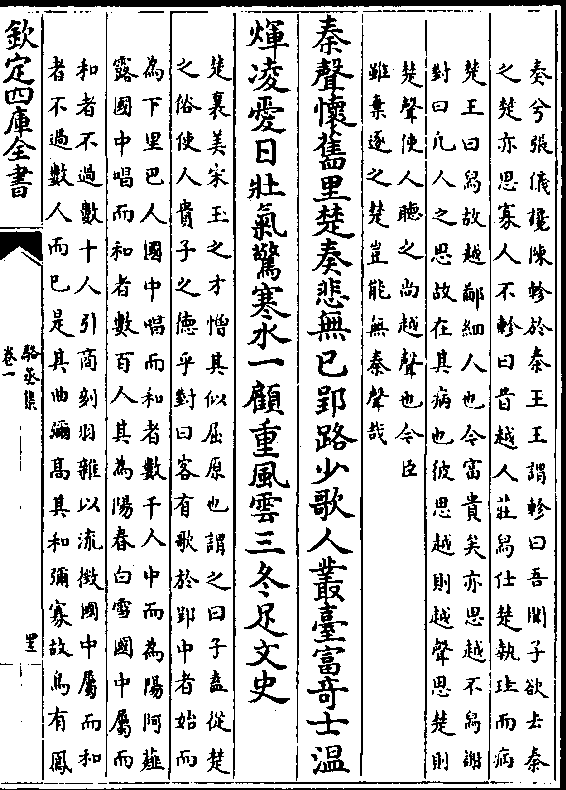 奏兮張儀讒陳軫於秦王王謂軫曰吾聞子欲去秦
之楚亦思寡人不軫曰昔越人莊舄仕楚執珪而病
楚王曰舄故越鄙細人也今富貴矣亦思越不舄謝
對曰凡人之思故在其病也彼思越則越聲思楚則
楚聲使人聽之尚越聲也今臣
雖棄逐之楚豈能無秦聲哉
秦聲懷舊里楚奏悲無已郢路少歌人叢臺富奇士溫
煇凌愛日壯氣驚寒水一顧重風雲三冬足文史
楚襄美宋玉之才憎其似屈原也謂之曰子盍從楚
之俗使人貴子之德乎對曰客有歌於郢中者始而
為下里巴人國中唱而和者數千人中而為陽阿薤
露國中唱而和者數百人其為陽春白雪國中屬而
和者不過數十人引商刻羽雜以流徵國中屬而和
者不過數人而已是其曲彌高其和彌寡故鳥有鳳
欽定四庫全書
駱丞集
卷一